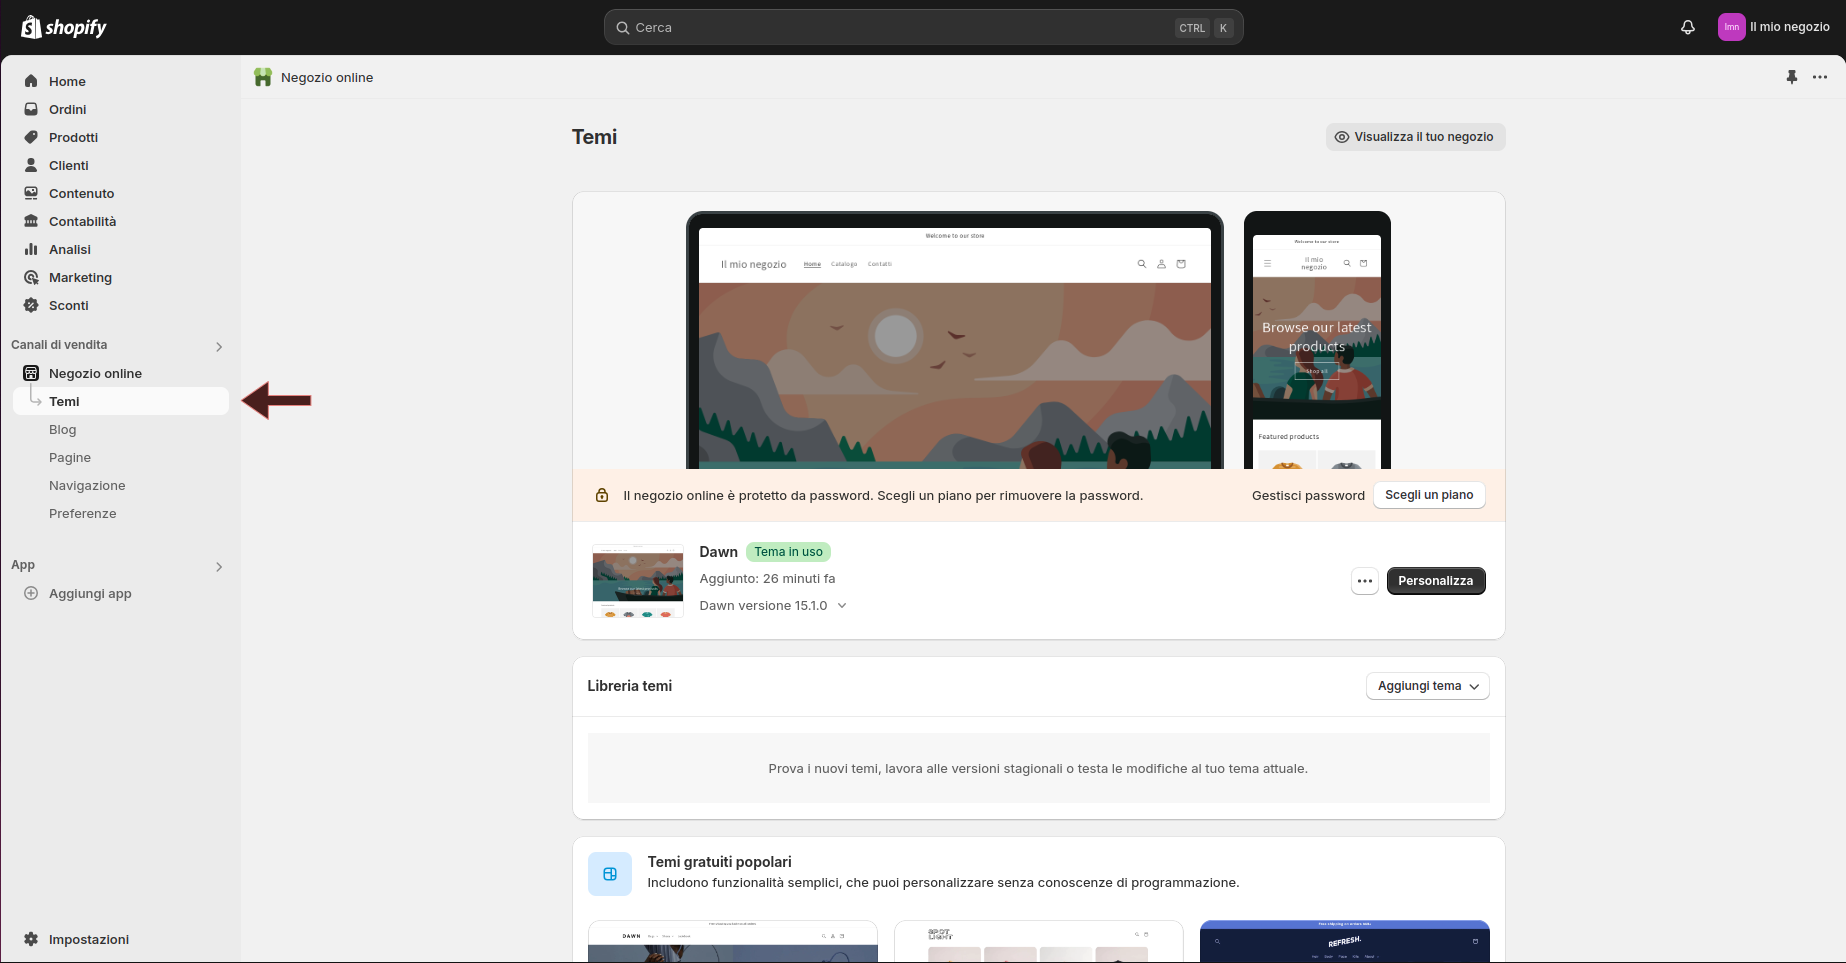 shopify
Cerca
CTRL K
lmn
Il mio negozio
Home
Ordini
Prodotti
Clienti
Contenuto
Contabilità
Analisi
Marketing
Sconti
Canali di vendita
Negozio online
Temi
Blog
Pagine
Navigazione
Preferenze
App
Aggiungi app
Impostazioni
Negozio online
Temi
Visualizza il tuo negozio
Welcome to our store
Il mio negozio Home Catalogo Contatti
Welcome to our store
Il mio
negozio
Browse our latest
products
Shop all
Featured products
Il negozio online è protetto da password. Scegli un piano per rimuovere la password.
Gestisci password
Scegli un piano
Dawn Tema in uso
Aggiunto: 26 minuti fa
Dawn versione 15.1.0
Personalizza
Libreria temi
Aggiungi tema
Prova i nuovi temi, lavora alle versioni stagionali o testa le modifiche al tuo tema attuale.
Temi gratuiti popolari
Includono funzionalità semplici, che puoi personalizzare senza conoscenze di programmazione.
DAWN
SPOT
LIGHT
REFRESH.